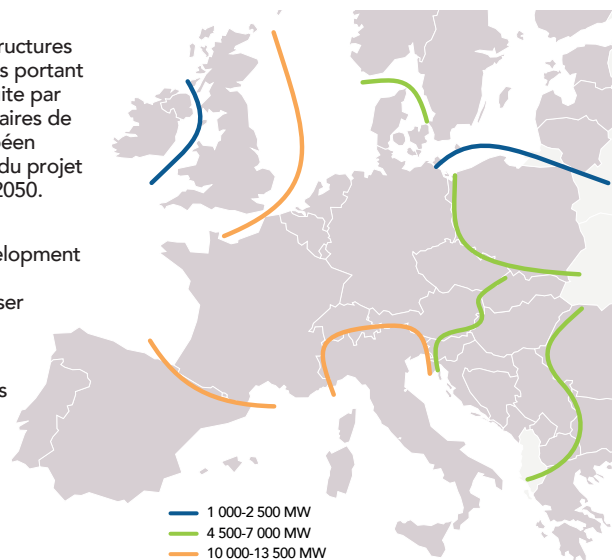 ructures
s portant
ite par
aires de
péen
du projet
2050.
elopment
ser
s
1 000-2 500 MW
4 500-7 000 MW
10 000-13 500 MW